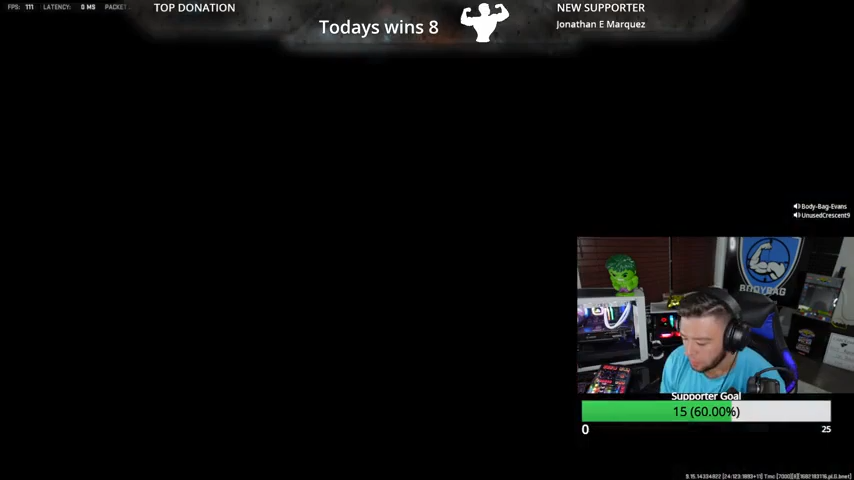 FPS: 111 LATENCY: 0 MS PACKET
TOP DONATION
Todays wins 8
NEW SUPPORTER
Jonathan E Marquez
Body-Bag-Evans
UnusedCrescent9
BODYBAG
Supporter Goal
15 (60.00%)
0
25